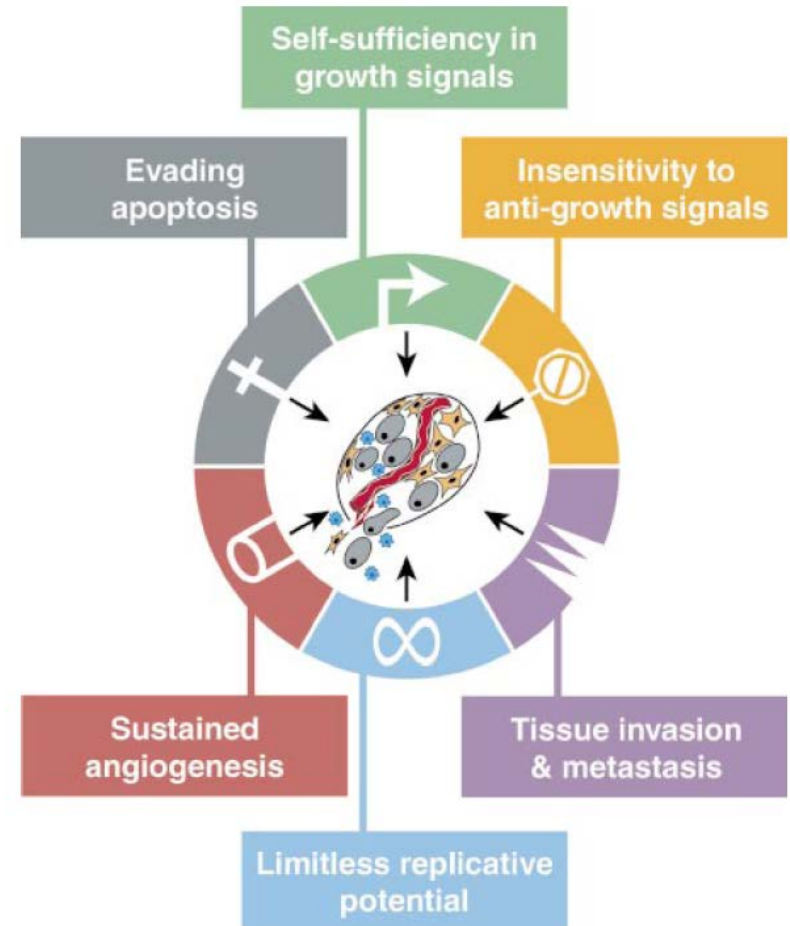 Self-sufficiency in
growth signals
Evading
apoptosis
Insensitivity to
anti-growth signals
Sustained
angiogenesis
Tissue invasion
& metastasis
Limitless replicative
potential